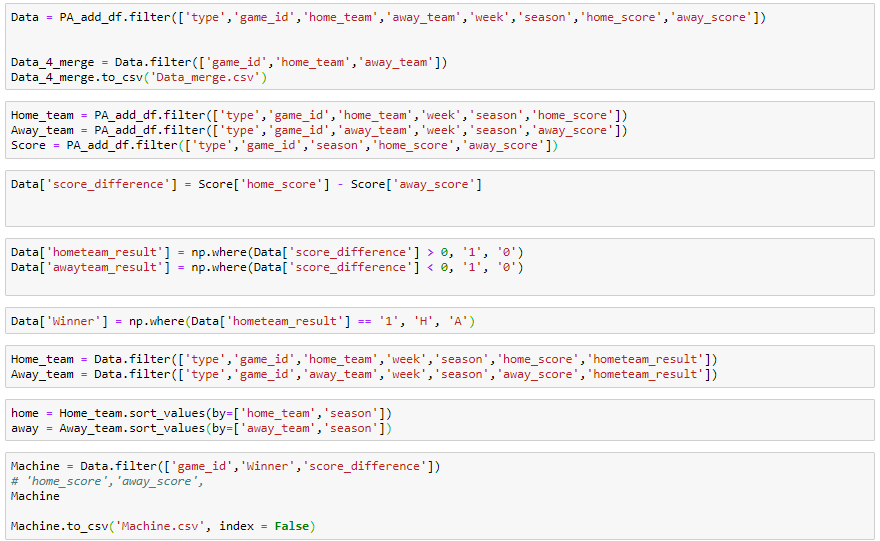 Data = PA_add_df.filter(['type','game_id','home_team','away_team','week','season','home_score','away_score'])
Data_4_merge = Data.filter(['game_id','home_team','away_team'])
Data_4_merge.to_csv('Data_merge.csv')
Home_team = PA_add_df.filter(['type','game_id','home_team','week','season','home_score'])
Away_team = PA_add_df.filter(['type','game_id','away_team','week','season','away_score'])
Score = PA_add_df.filter(['type','game_id','season','home_score','away_score'])
Data['score_difference'] = Score['home_score'] - Score['away_score']
Data['hometeam_result'] = np.where(Data['score_difference'] > 0, '1', '0')
Data['awayteam_result'] = np.where(Data['score_difference'] < 0, '1', '0')
Data['Winner'] = np.where(Data['hometeam_result'] == '1', 'H', 'A')
Home_team = Data.filter(['type','game_id','home_team','week','season','home_score','hometeam_result'])
Away_team = Data.filter(['type','game_id','away_team','week','season','away_score','hometeam_result'])
home = Home_team.sort_values(by=['home_team','season'])
away = Away_team.sort_values(by=['away_team','season'])
Machine = Data.filter(['game_id','Winner','score_difference'])
# 'home_score','away_score',
Machine
Machine.to_csv('Machine.csv', index = False)